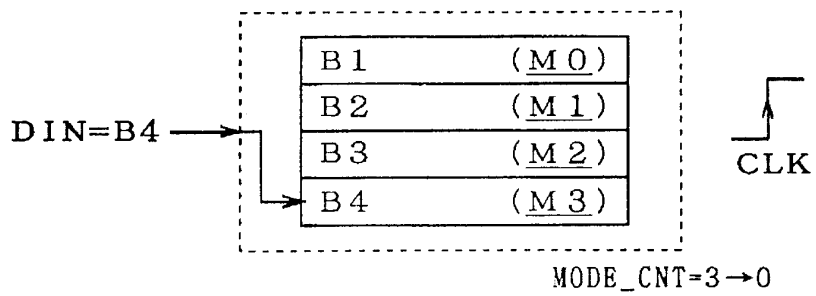 B1 (M0)
B2 (M1)
DIN=B4
B3 (M2)
CLK
B4 (M3)
MODE_CNT=3→0